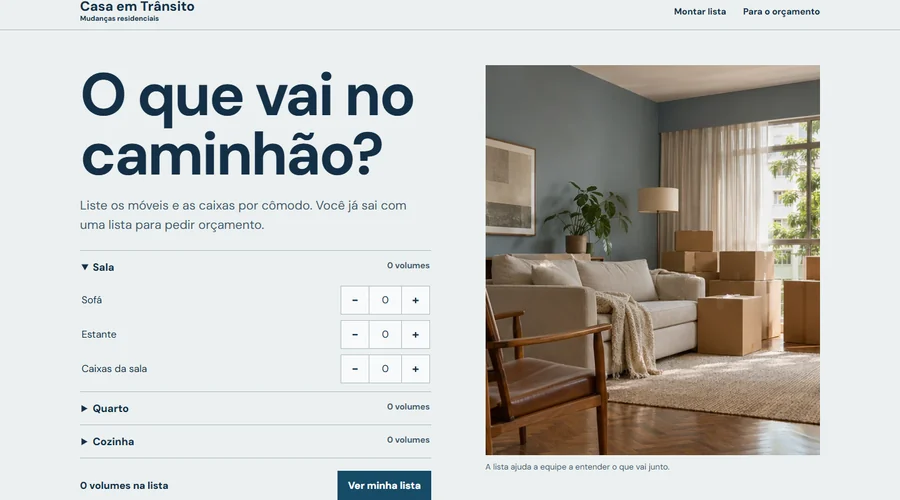 Casa em Trânsito
Mudanças residenciais
Montar lista
Para o orçamento
O que vai no
caminhão?
Liste os móveis e as caixas por cômodo. Você já sai com
uma lista para pedir orçamento.
▼ Sala 0 volumes
Sofá - 0 +
Estante - 0 +
Caixas da sala - 0 +
▶ Quarto 0 volumes
▶ Cozinha 0 volumes
0 volumes na lista
Ver minha lista
A lista ajuda a equipe a entender o que vai junto.